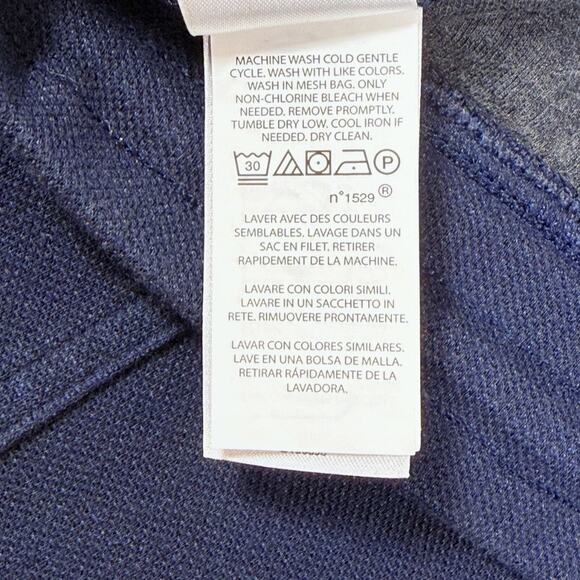 MACHINE WASH COLD GENTLE
CYCLE. WASH WITH LIKE COLORS.
WASH IN MESH BAG. ONLY
NON-CHLORINE BLEACH WHEN
NEEDED. REMOVE PROMPTLY.
TUMBLE DRY LOW. COOL IRON IF
NEEDED. DRY CLEAN.
30 P
n°1529 ®
LAVER AVEC DES COULEURS
SEMBLABLES. LAVAGE DANS UN
SAC EN FILET. RETIRER
RAPIDEMENT DE LA MACHINE.
LAVARE CON COLORI SIMILI.
LAVARE IN UN SACCHETTO IN
RETE. RIMUOVERE PRONTAMENTE.
LAVAR CON COLORES SIMILARES.
LAVE EN UNA BOLSA DE MALLA.
RETIRAR RÁPIDAMENTE DE LA
LAVADORA.